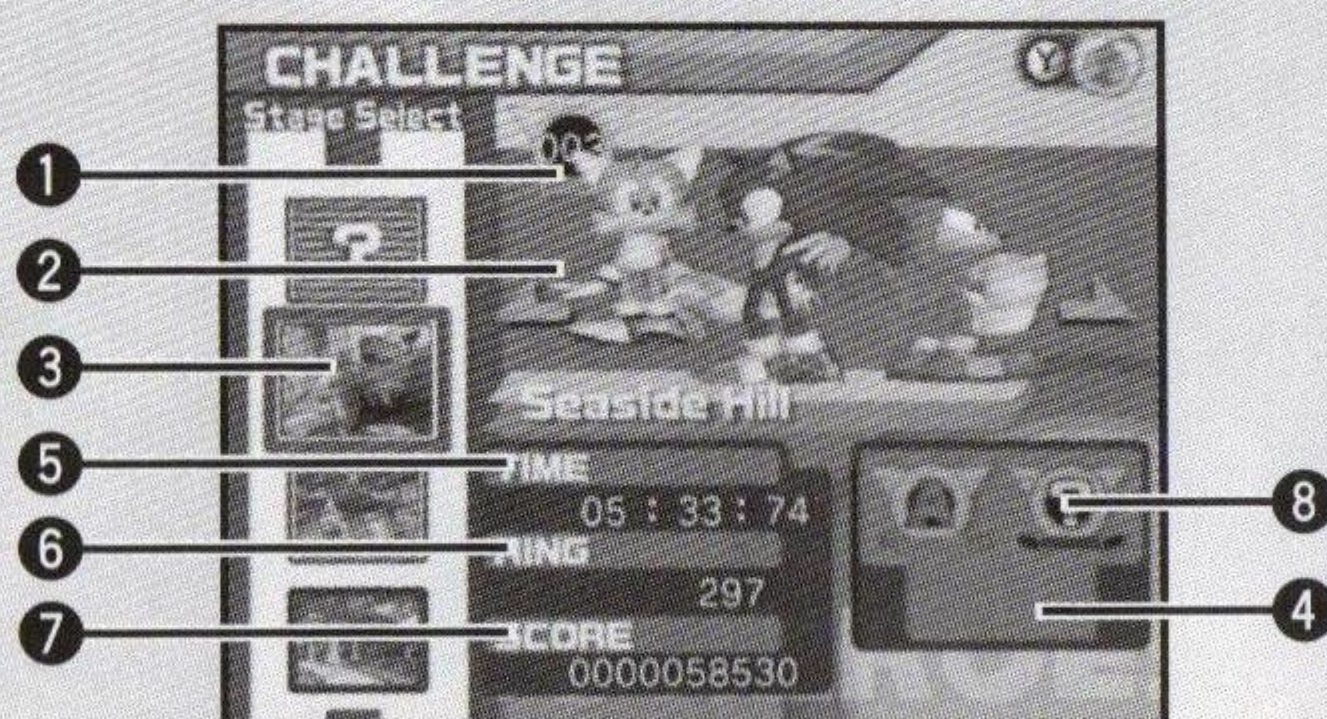 CHALLENGE Y
Stage Select
1
2
?
3
Seaside Hill
5 TIME
05 : 33 : 74
?
8
6 RING
297
4
7 SCORE
0000058530